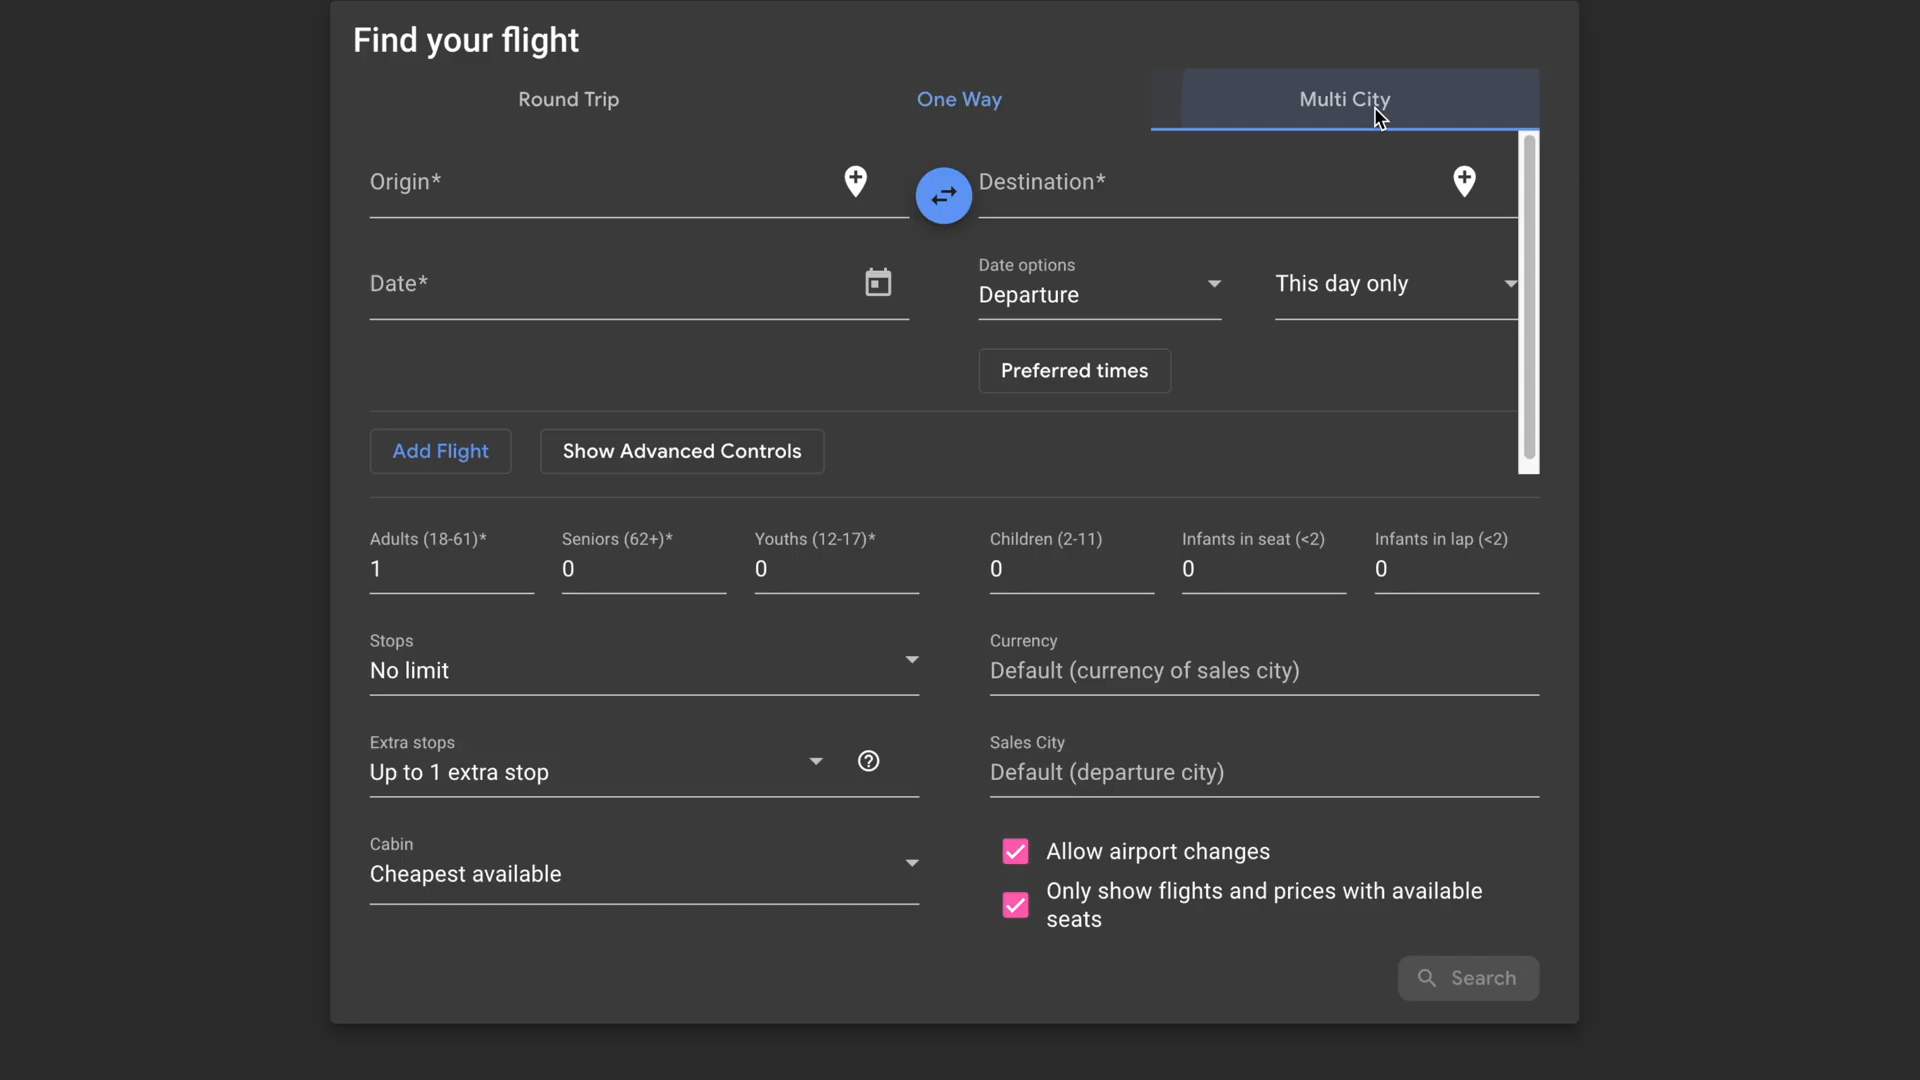 Find your flight
Round Trip
One Way
Multi City
Origin*
Destination*
Date*
Date options
Departure
This day only
Preferred times
Add Flight
Show Advanced Controls
Adults (18-61)*
Seniors (62+)*
Youths (12-17)*
Children (2-11)
Infants in seat (<2)
Infants in lap (<2)
1
0
0
0
0
0
Stops
No limit
Currency
Default (currency of sales city)
Extra stops
Up to 1 extra stop
Sales City
Default (departure city)
Cabin
Cheapest available
Allow airport changes
Only show flights and prices with available
seats
Search